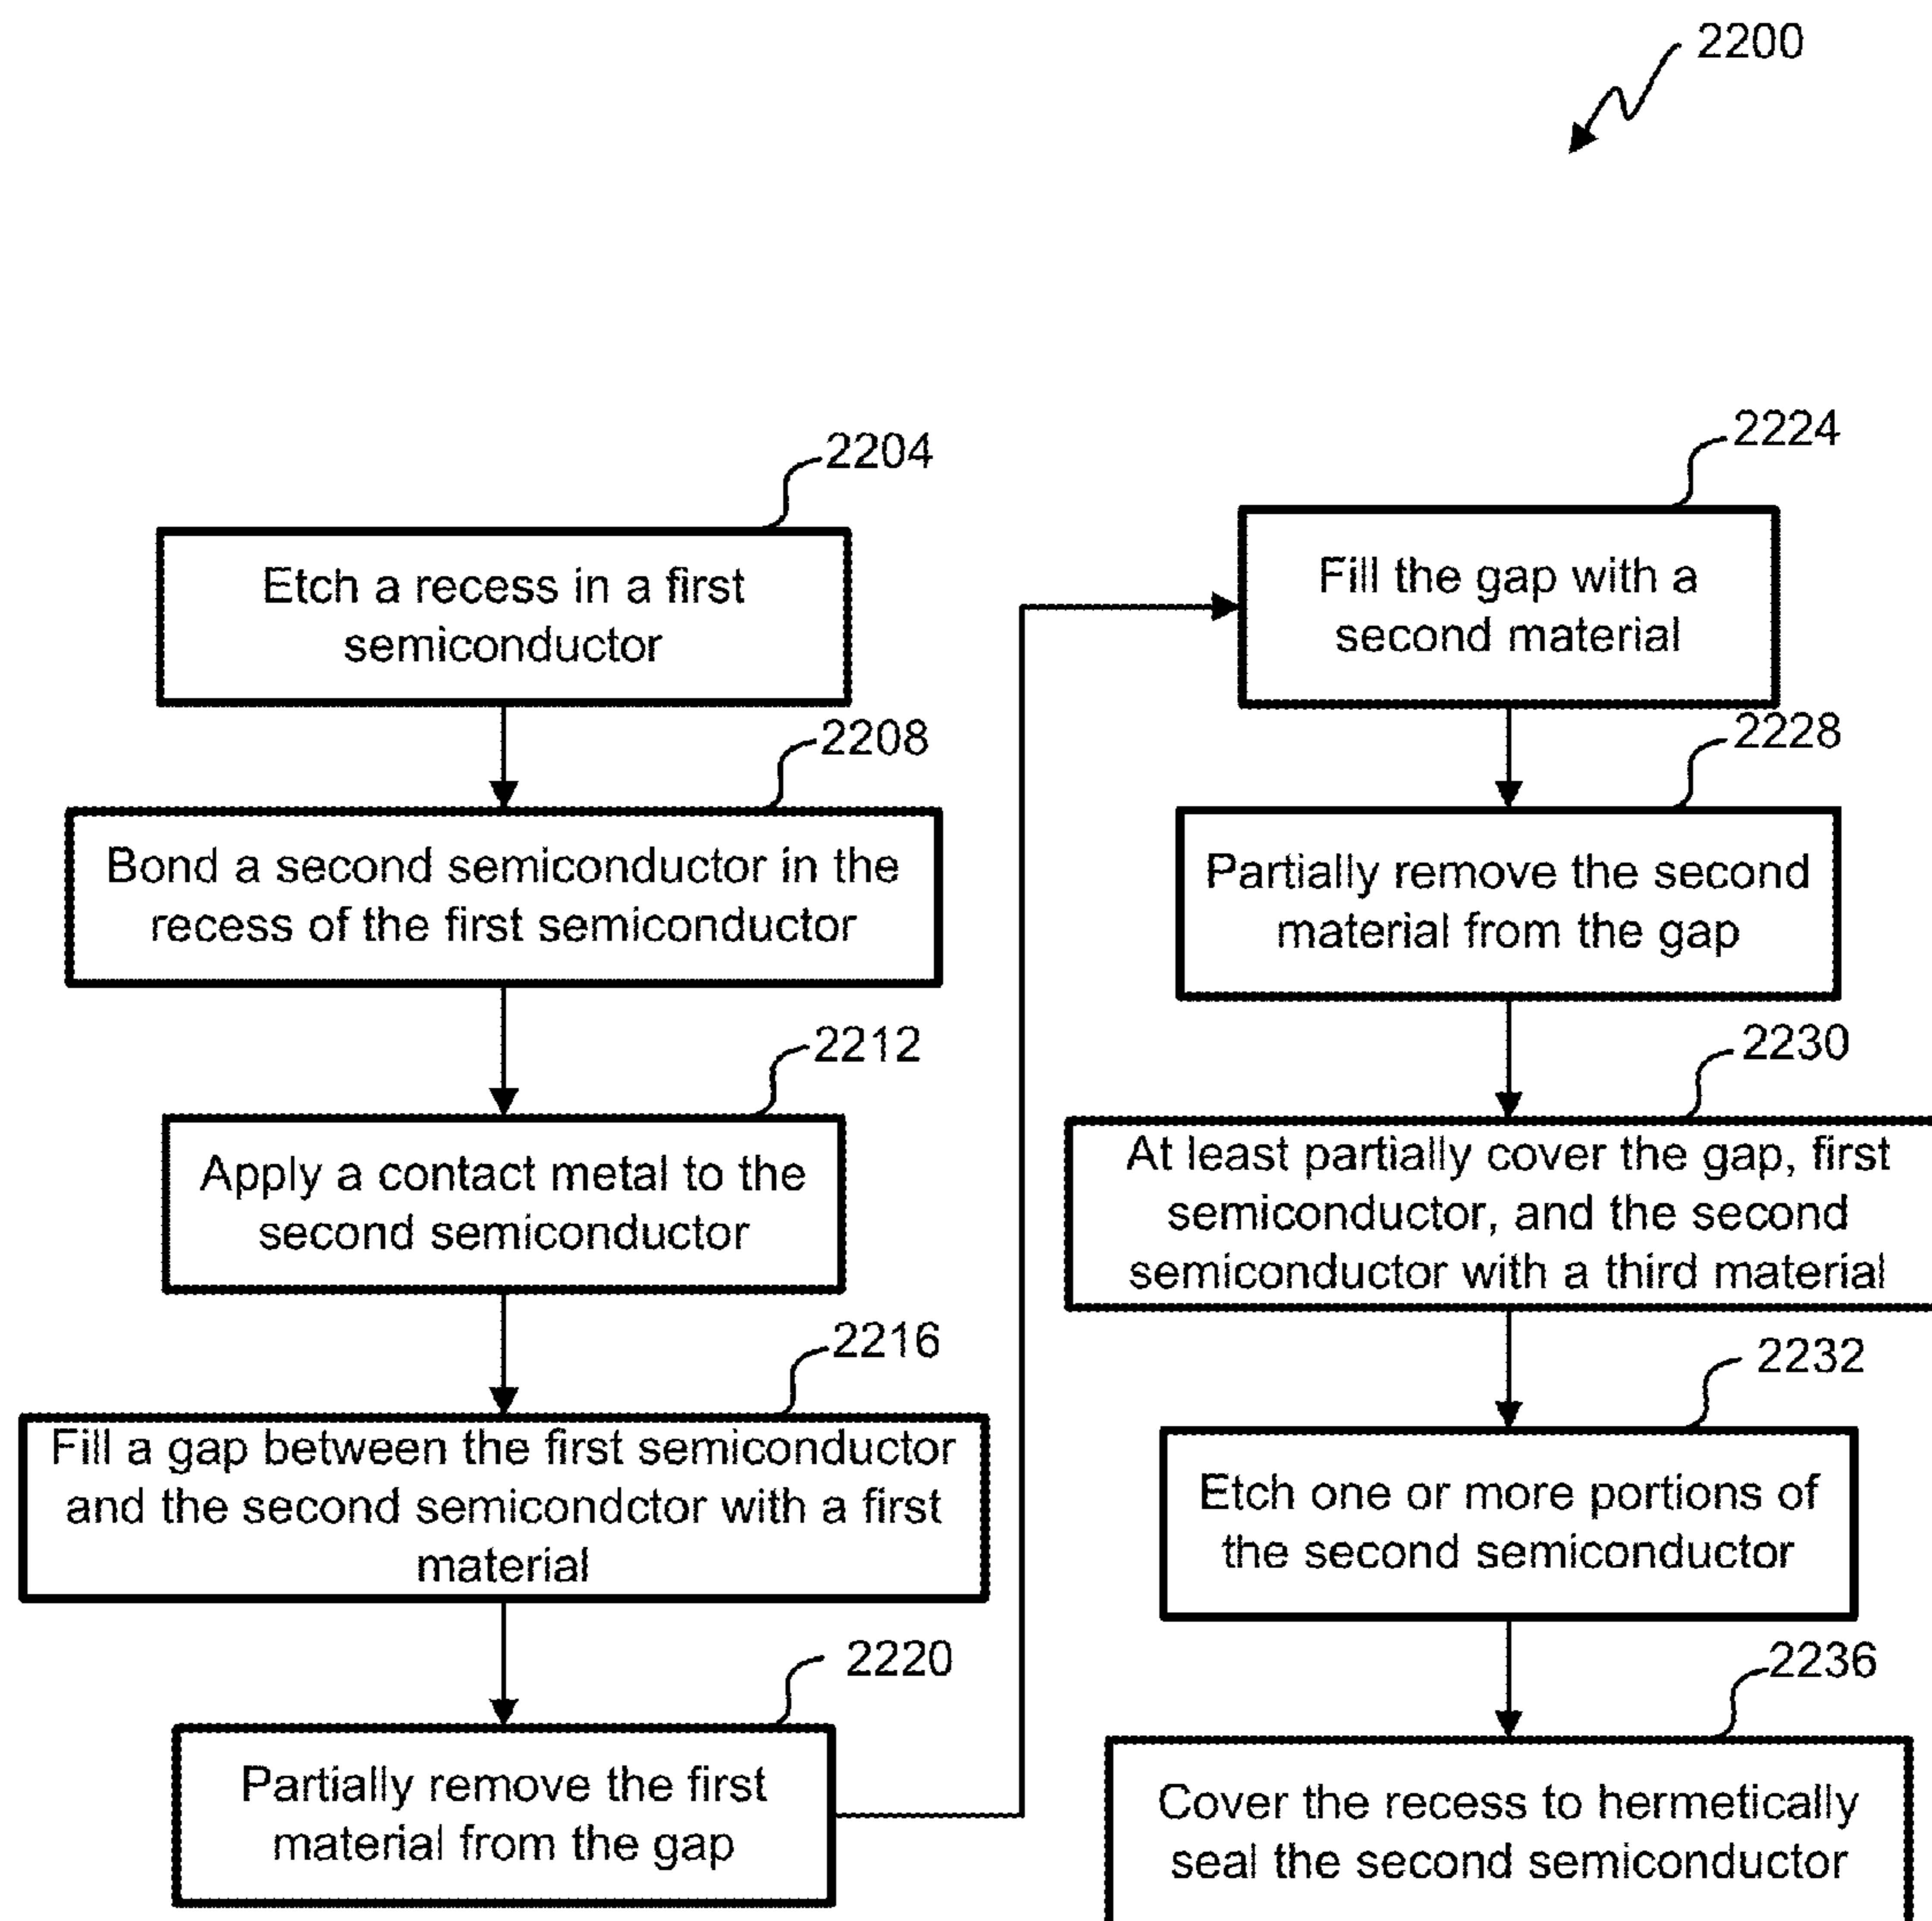 2200
2204
Etch a recess in a first
semiconductor
2208
Bond a second semiconductor in the
recess of the first semiconductor
2212
Apply a contact metal to the
second semiconductor
2216
Fill a gap between the first semiconductor
and the second semicondctor with a first
material
2220
Partially remove the first
material from the gap
2224
Fill the gap with a
second material
2228
Partially remove the second
material from the gap
2230
At least partially cover the gap, first
semiconductor, and the second
semiconductor with a third material
2232
Etch one or more portions of
the second semiconductor
2236
Cover the recess to hermetically
seal the second semiconductor